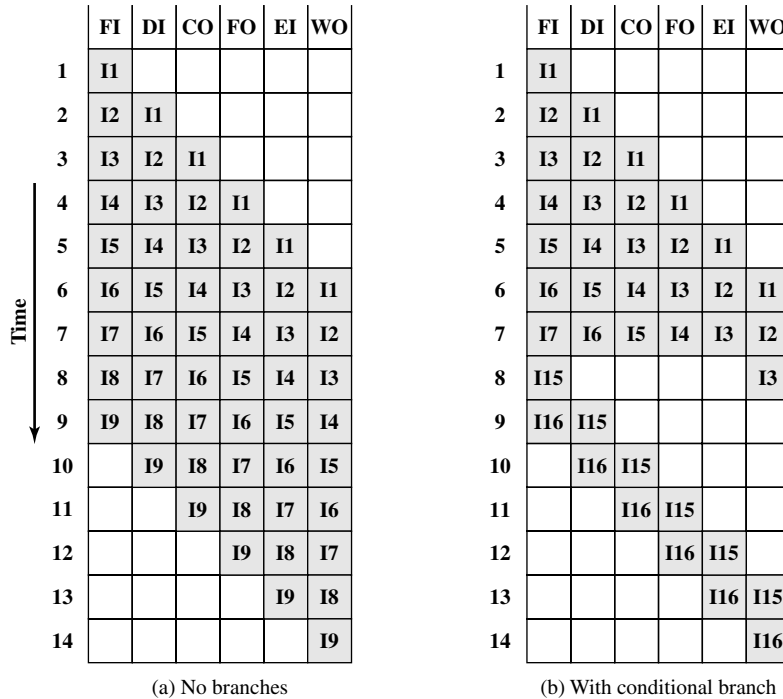 FI DI CO FO EI WO
1 I1
2 I2 I1
3 I3 I2 I1
4 I4 I3 I2 I1
5 I5 I4 I3 I2 I1
6 I6 I5 I4 I3 I2 I1
7 I7 I6 I5 I4 I3 I2
8 I8 I7 I6 I5 I4 I3
9 I9 I8 I7 I6 I5 I4
10 I9 I8 I7 I6 I5
11 I9 I8 I7 I6
12 I9 I8 I7
13 I9 I8
14 I9
Time
(a) No branches
FI DI CO FO EI WO
1 I1
2 I2 I1
3 I3 I2 I1
4 I4 I3 I2 I1
5 I5 I4 I3 I2 I1
6 I6 I5 I4 I3 I2 I1
7 I7 I6 I5 I4 I3 I2
8 I15 I3
9 I16 I15
10 I16 I15
11 I16 I15
12 I16 I15
13 I16 I15
14 I16
(b) With conditional branch